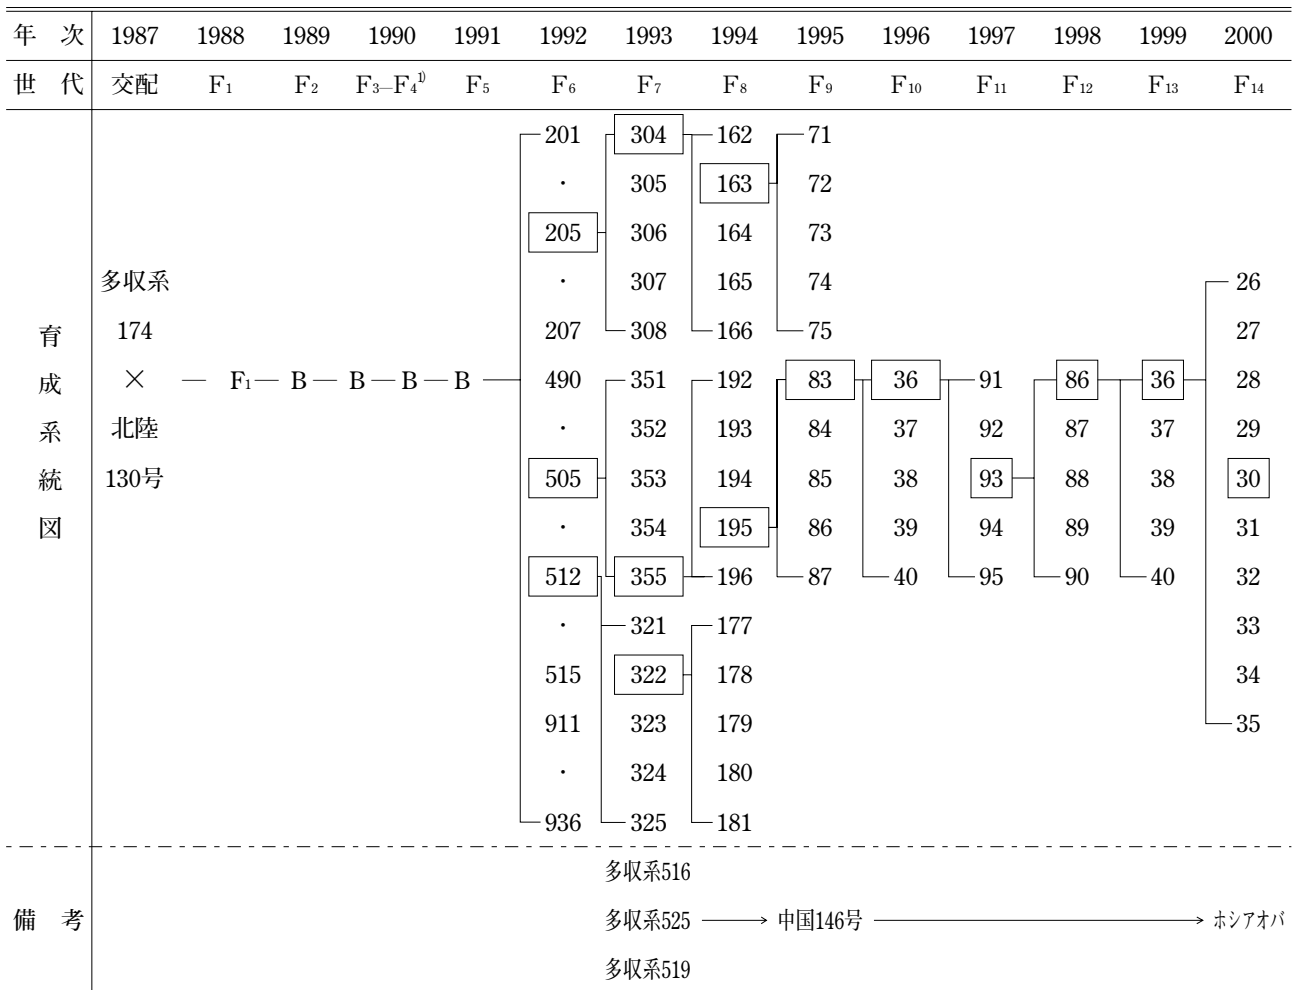 年 次 1987 1988 1989 1990 1991 1992 1993 1994 1995 1996 1997 1998 1999 2000
世 代 交配 F1 F2 F3—F4 1) F5 F6 F7 F8 F9 F10 F11 F12 F13 F14
201 304 162 71
・ 305 163 72
205 306 164 73
多収系 ・ 307 165 74 26
育 174 207 308 166 75 27
成 × — F1 — B — B — B — B 490 351 192 83 36 91 86 36 28
系 北陸 ・ 352 193 84 37 92 87 37 29
統 130号 505 353 194 85 38 93 88 38 30
図 ・ 354 195 86 39 94 89 39 31
512 355 196 87 40 95 90 40 32
・ 321 177 33
515 322 178 34
911 323 179 35
・ 324 180
936 325 181
多収系516
備 考 多収系525 → 中国146号 → ホシアオバ
多収系519